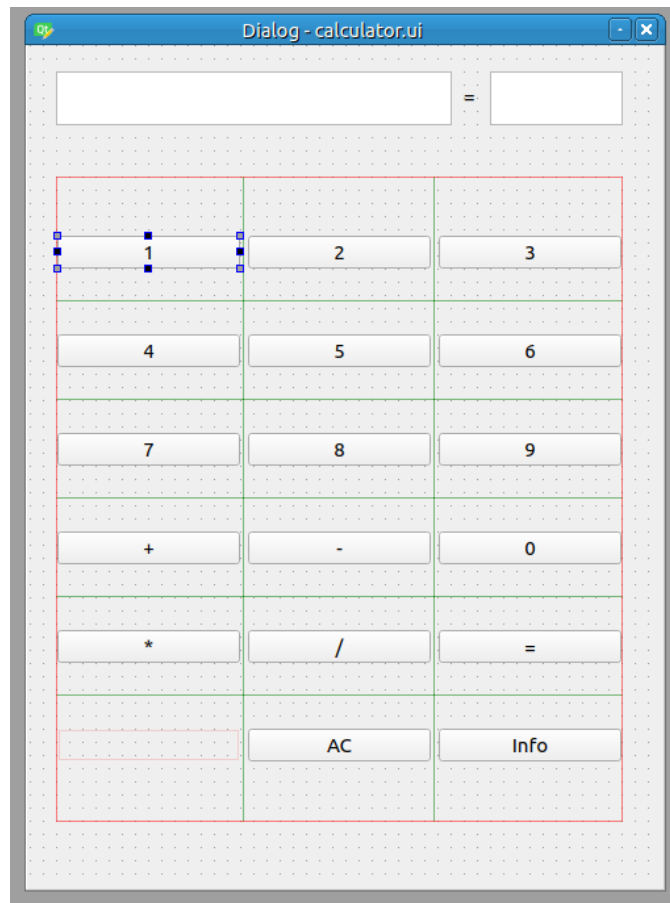 Dialog - calculator.ui
=
1 2 3
4 5 6
7 8 9
+ - 0
* / =
AC Info